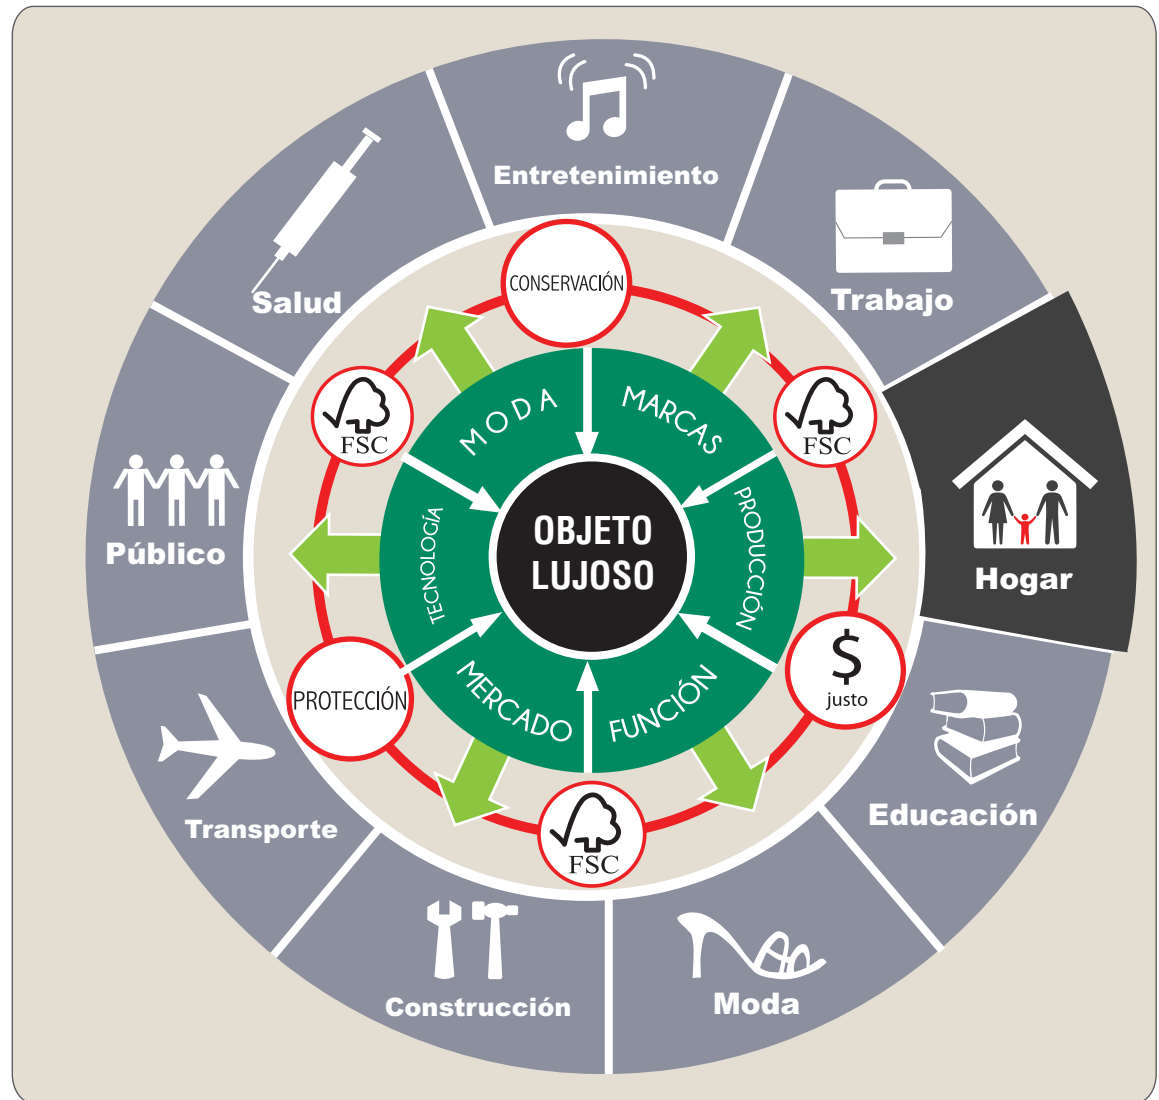 Entretenimiento
Trabajo
Hogar
Educación
Moda
Construcción
Transporte
Público
Salud
CONSERVACIÓN
FSC
$
justo
FSC
PROTECCIÓN
FSC
MODA
MARCAS
PRODUCCIÓN
FUNCIÓN
MERCADO
TECNOLOGÍA
OBJETO
LUJOSO